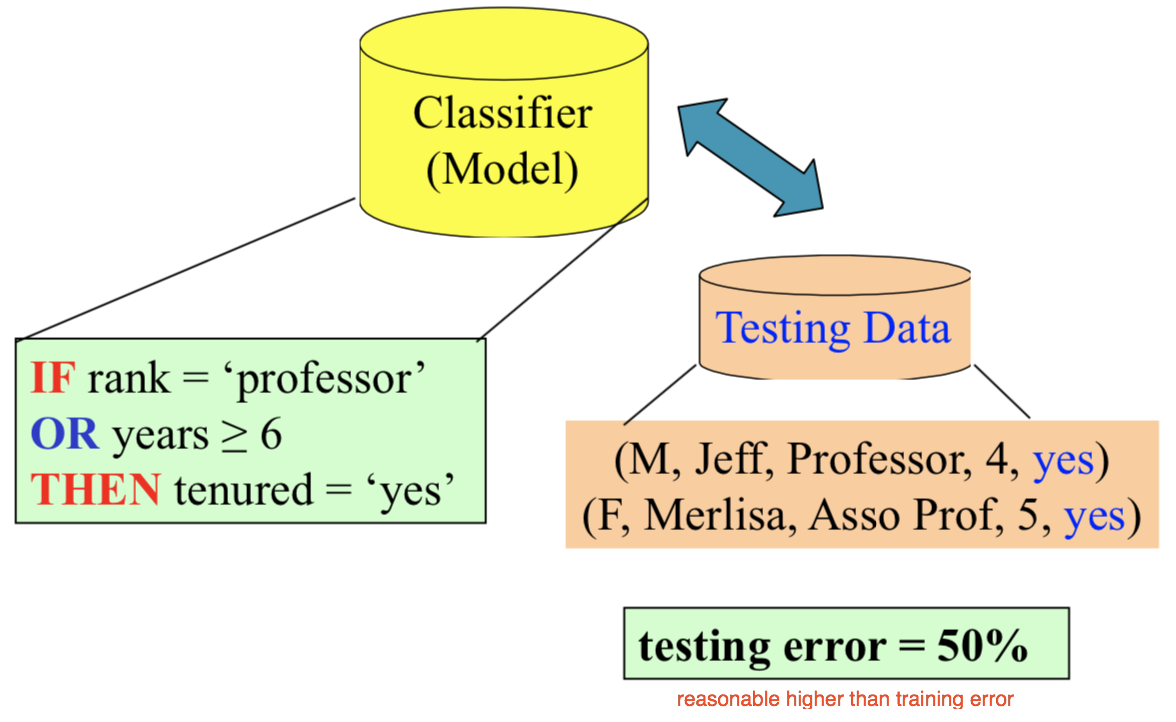 Classifier
(Model)
Testing Data
IF rank = ‘professor’
OR years ≥ 6
THEN tenured = ‘yes’
(M, Jeff, Professor, 4, yes)
(F, Merlisa, Asso Prof, 5, yes)
testing error = 50%
reasonable higher than training error